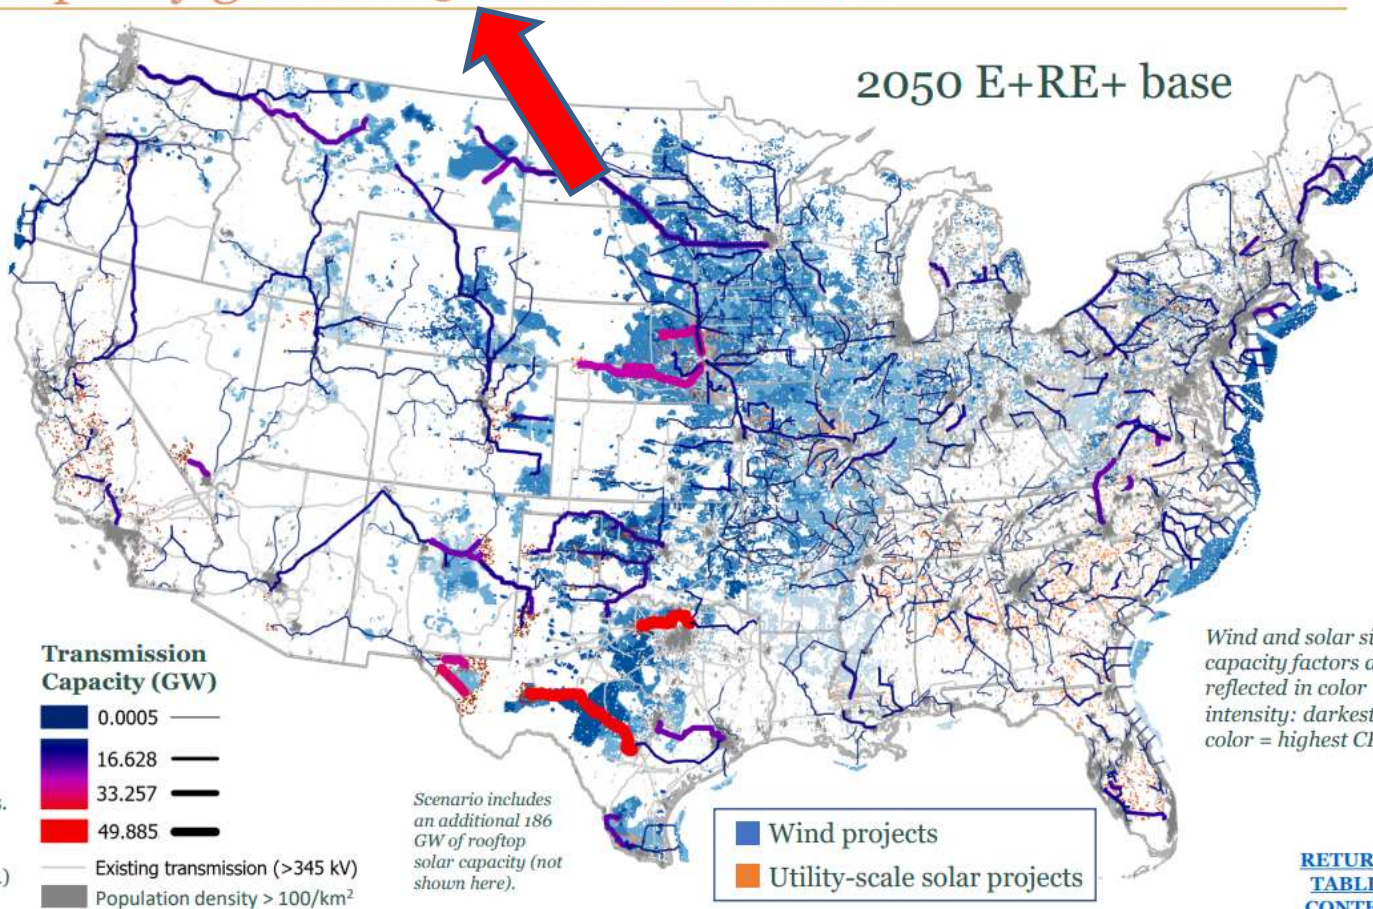 2050 E+RE+ base
Wind and solar
capacity factors
reflected in color
intensity: darkest
color = highest
Transmission
Capacity (GW)
0.0005
16.628
33.257
49.885
Existing transmission (>345 kV)
Population density > 100/km²
Scenario includes
an additional 186
GW of rooftop
solar capacity (not
shown here).
Wind projects
Utility-scale solar projects